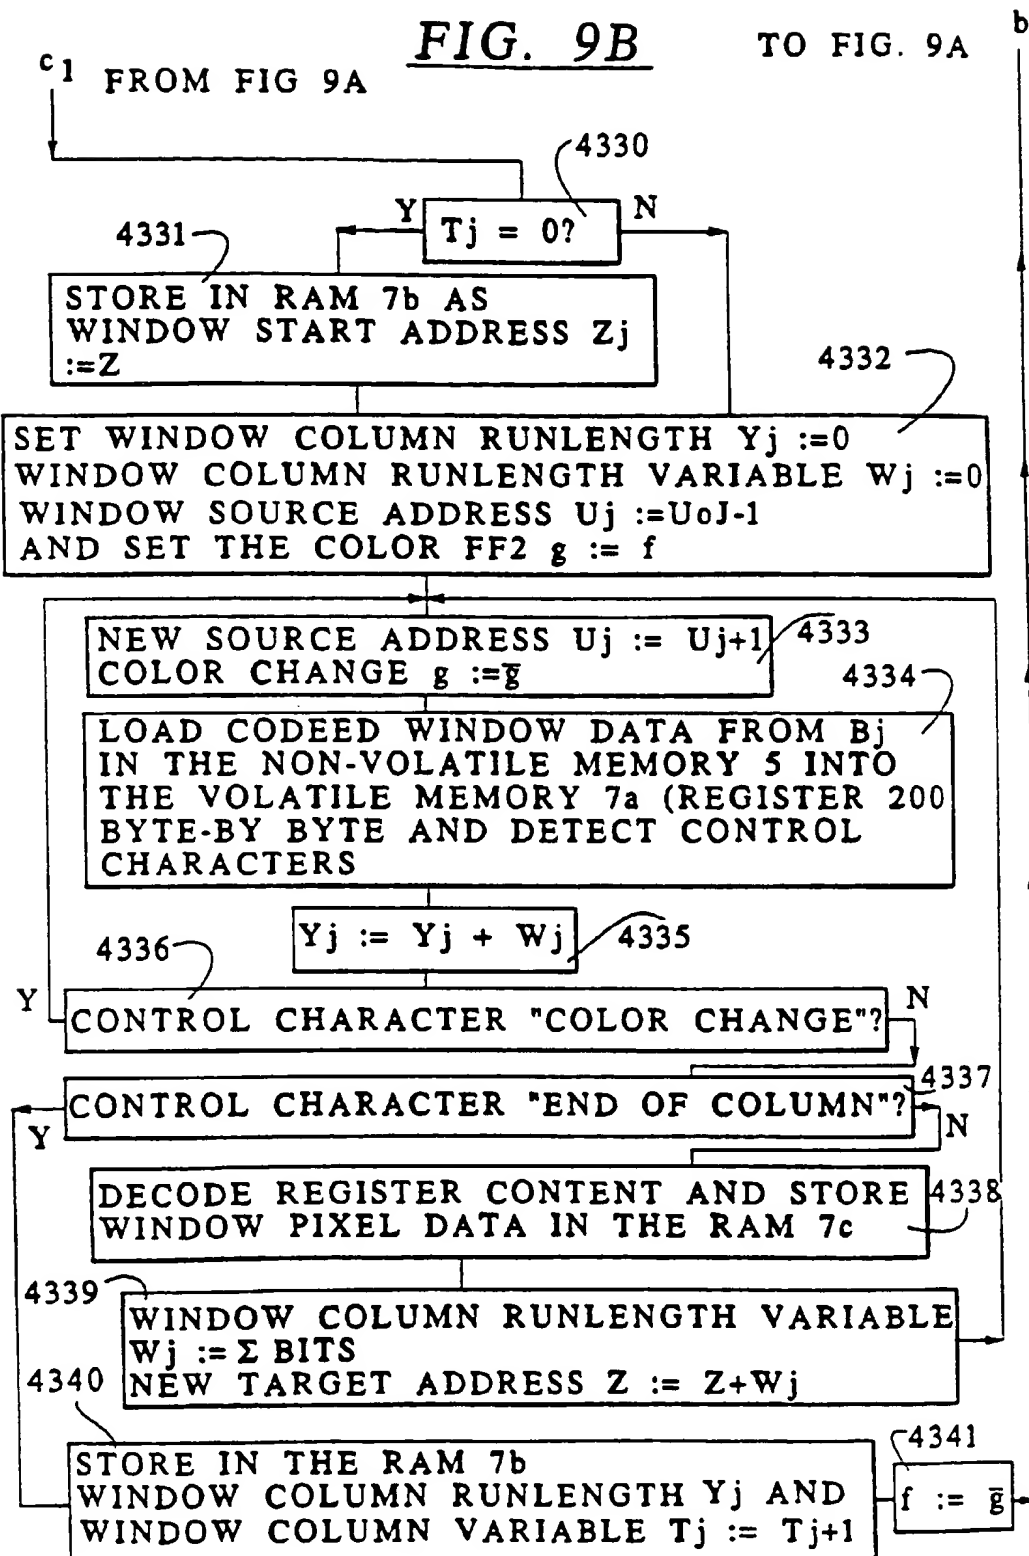 FIG. 9B
TO FIG. 9A
b
c1 FROM FIG 9A
4330
Y
Tj = 0?
N
4331
STORE IN RAM 7b AS
WINDOW START ADDRESS Zj
:=Z
4332
SET WINDOW COLUMN RUNLENGTH Yj :=0
WINDOW COLUMN RUNLENGTH VARIABLE Wj :=0
WINDOW SOURCE ADDRESS Uj :=UoJ-1
AND SET THE COLOR FF2 g := f
NEW SOURCE ADDRESS Uj := Uj+1
COLOR CHANGE g :=g̅
4333
4334
LOAD CODEED WINDOW DATA FROM Bj
IN THE NON-VOLATILE MEMORY 5 INTO
THE VOLATILE MEMORY 7a (REGISTER 200
BYTE-BY BYTE AND DETECT CONTROL
CHARACTERS
Yj := Yj + Wj
4335
4336
Y
CONTROL CHARACTER "COLOR CHANGE"?
N
4337
CONTROL CHARACTER "END OF COLUMN"?
Y
N
DECODE REGISTER CONTENT AND STORE
WINDOW PIXEL DATA IN THE RAM 7c
4338
4339
WINDOW COLUMN RUNLENGTH VARIABLE
Wj := Σ BITS
NEW TARGET ADDRESS Z := Z+Wj
4340
STORE IN THE RAM 7b
WINDOW COLUMN RUNLENGTH Yj AND
WINDOW COLUMN VARIABLE Tj := Tj+1
4341
f := g̅